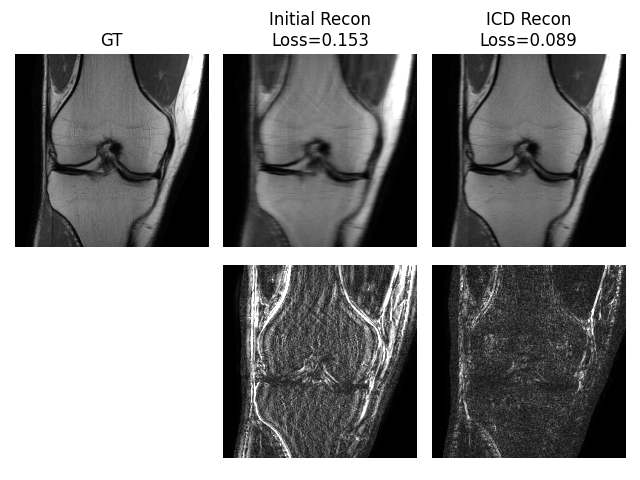 GT
Initial Recon
Loss=0.153
ICD Recon
Loss=0.089